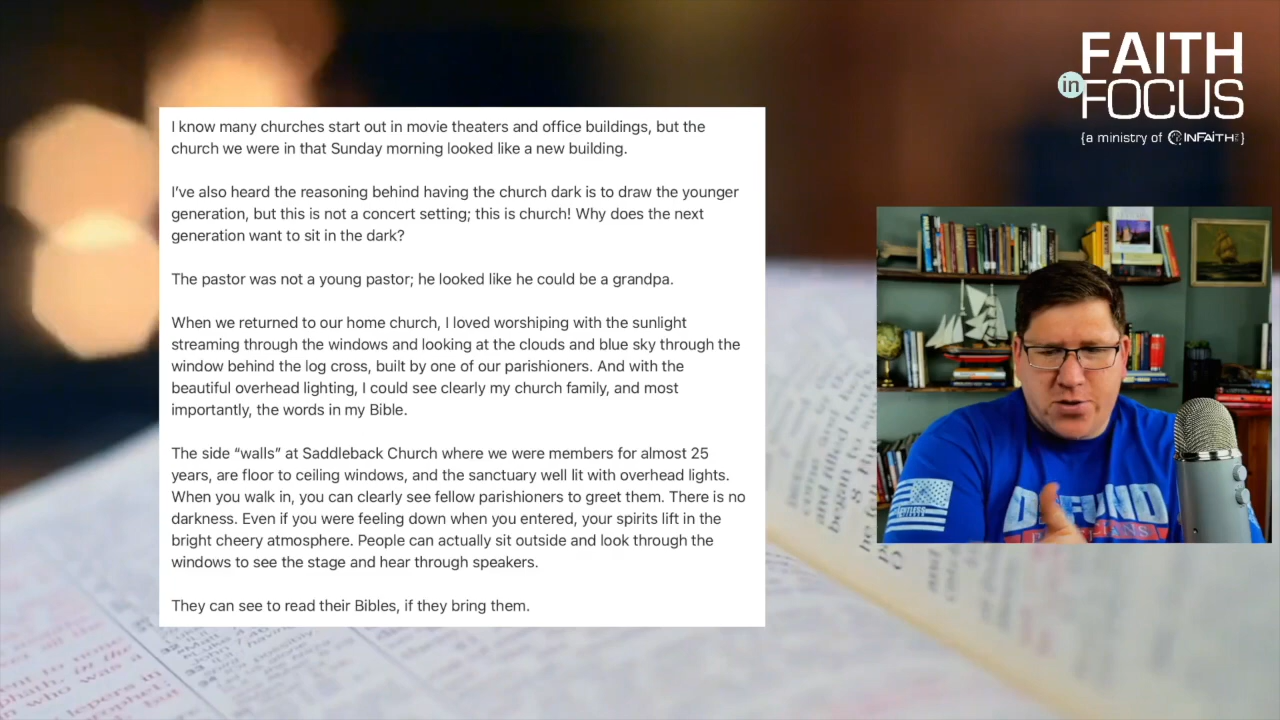 FAITH
in
FOCUS
{a ministry of INFAITH}
I know many churches start out in movie theaters and office buildings, but the
church we were in that Sunday morning looked like a new building.
I’ve also heard the reasoning behind having the church dark is to draw the younger
generation, but this is not a concert setting; this is church! Why does the next
generation want to sit in the dark?
The pastor was not a young pastor; he looked like he could be a grandpa.
When we returned to our home church, I loved worshiping with the sunlight
streaming through the windows and looking at the clouds and blue sky through the
window behind the log cross, built by one of our parishioners. And with the
beautiful overhead lighting, I could see clearly my church family, and most
importantly, the words in my Bible.
The side “walls” at Saddleback Church where we were members for almost 25
years, are floor to ceiling windows, and the sanctuary well lit with overhead lights.
When you walk in, you can clearly see fellow parishioners to greet them. There is no
darkness. Even if you were feeling down when you entered, your spirits lift in the
bright cheery atmosphere. People can actually sit outside and look through the
windows to see the stage and hear through speakers.
They can see to read their Bibles, if they bring them.